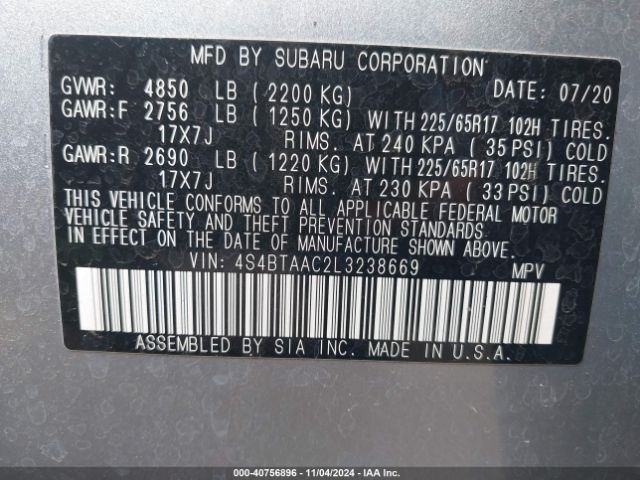 MFD BY SUBARU CORPORATION
GVWR: 4850 LB ( 2200 KG) DATE: 07/20
GAWR:F 2756 LB ( 1250 KG) WITH 225/65R17 102H TIRES.
17X7J RIMS. AT 240 KPA ( 35 PSI) COLD
GAWR:R 2690 LB ( 1220 KG) WITH 225/65R17 102H TIRES.
17X7J RIMS. AT 230 KPA ( 33 PSI) COLD
THIS VEHICLE CONFORMS TO ALL APPLICABLE FEDERAL MOTOR
VEHICLE SAFETY AND THEFT PREVENTION STANDARDS
IN EFFECT ON THE DATE OF MANUFACTURE SHOWN ABOVE.
VIN: 4S4BTAAC2L3238669 MPV
ASSEMBLED BY SIA INC. MADE IN U.S.A.
000-40756896 - 11/04/2024 - IAAI.com